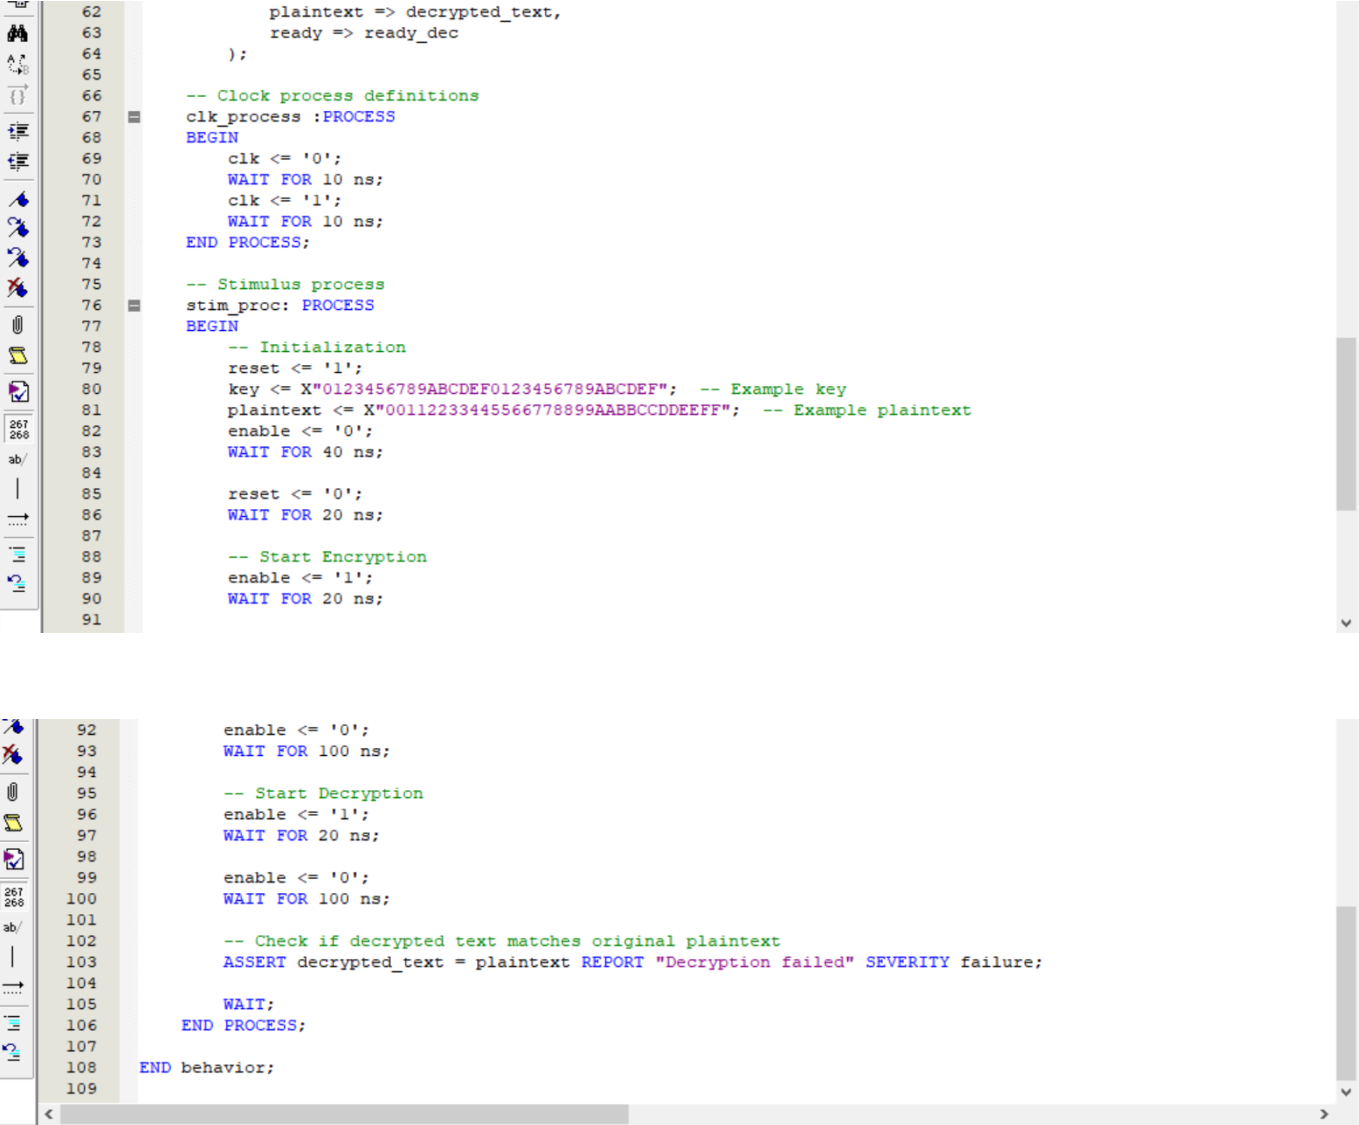 62 plaintext => decrypted_text,
63 ready => ready_dec
64 );
65
66 -- Clock process definitions
67 clk_process :PROCESS
68 BEGIN
69 clk <= '0';
70 WAIT FOR 10 ns;
71 clk <= '1';
72 WAIT FOR 10 ns;
73 END PROCESS;
74
75 -- Stimulus process
76 stim_proc: PROCESS
77 BEGIN
78 -- Initialization
79 reset <= '1';
80 key <= X"0123456789ABCDEF0123456789ABCDEF"; -- Example key
81 plaintext <= X"00112233445566778899AABBCCDDEEFF"; -- Example plaintext
82 enable <= '0';
83 WAIT FOR 40 ns;
84
85 reset <= '0';
86 WAIT FOR 20 ns;
87
88 -- Start Encryption
89 enable <= '1';
90 WAIT FOR 20 ns;
91
267
268
ab/
92 enable <= '0';
93 WAIT FOR 100 ns;
94
95 -- Start Decryption
96 enable <= '1';
97 WAIT FOR 20 ns;
98
99 enable <= '0';
100 WAIT FOR 100 ns;
101
102 -- Check if decrypted text matches original plaintext
103 ASSERT decrypted_text = plaintext REPORT "Decryption failed" SEVERITY failure;
104
105 WAIT;
106 END PROCESS;
107
108 END behavior;
109
267
268
ab/